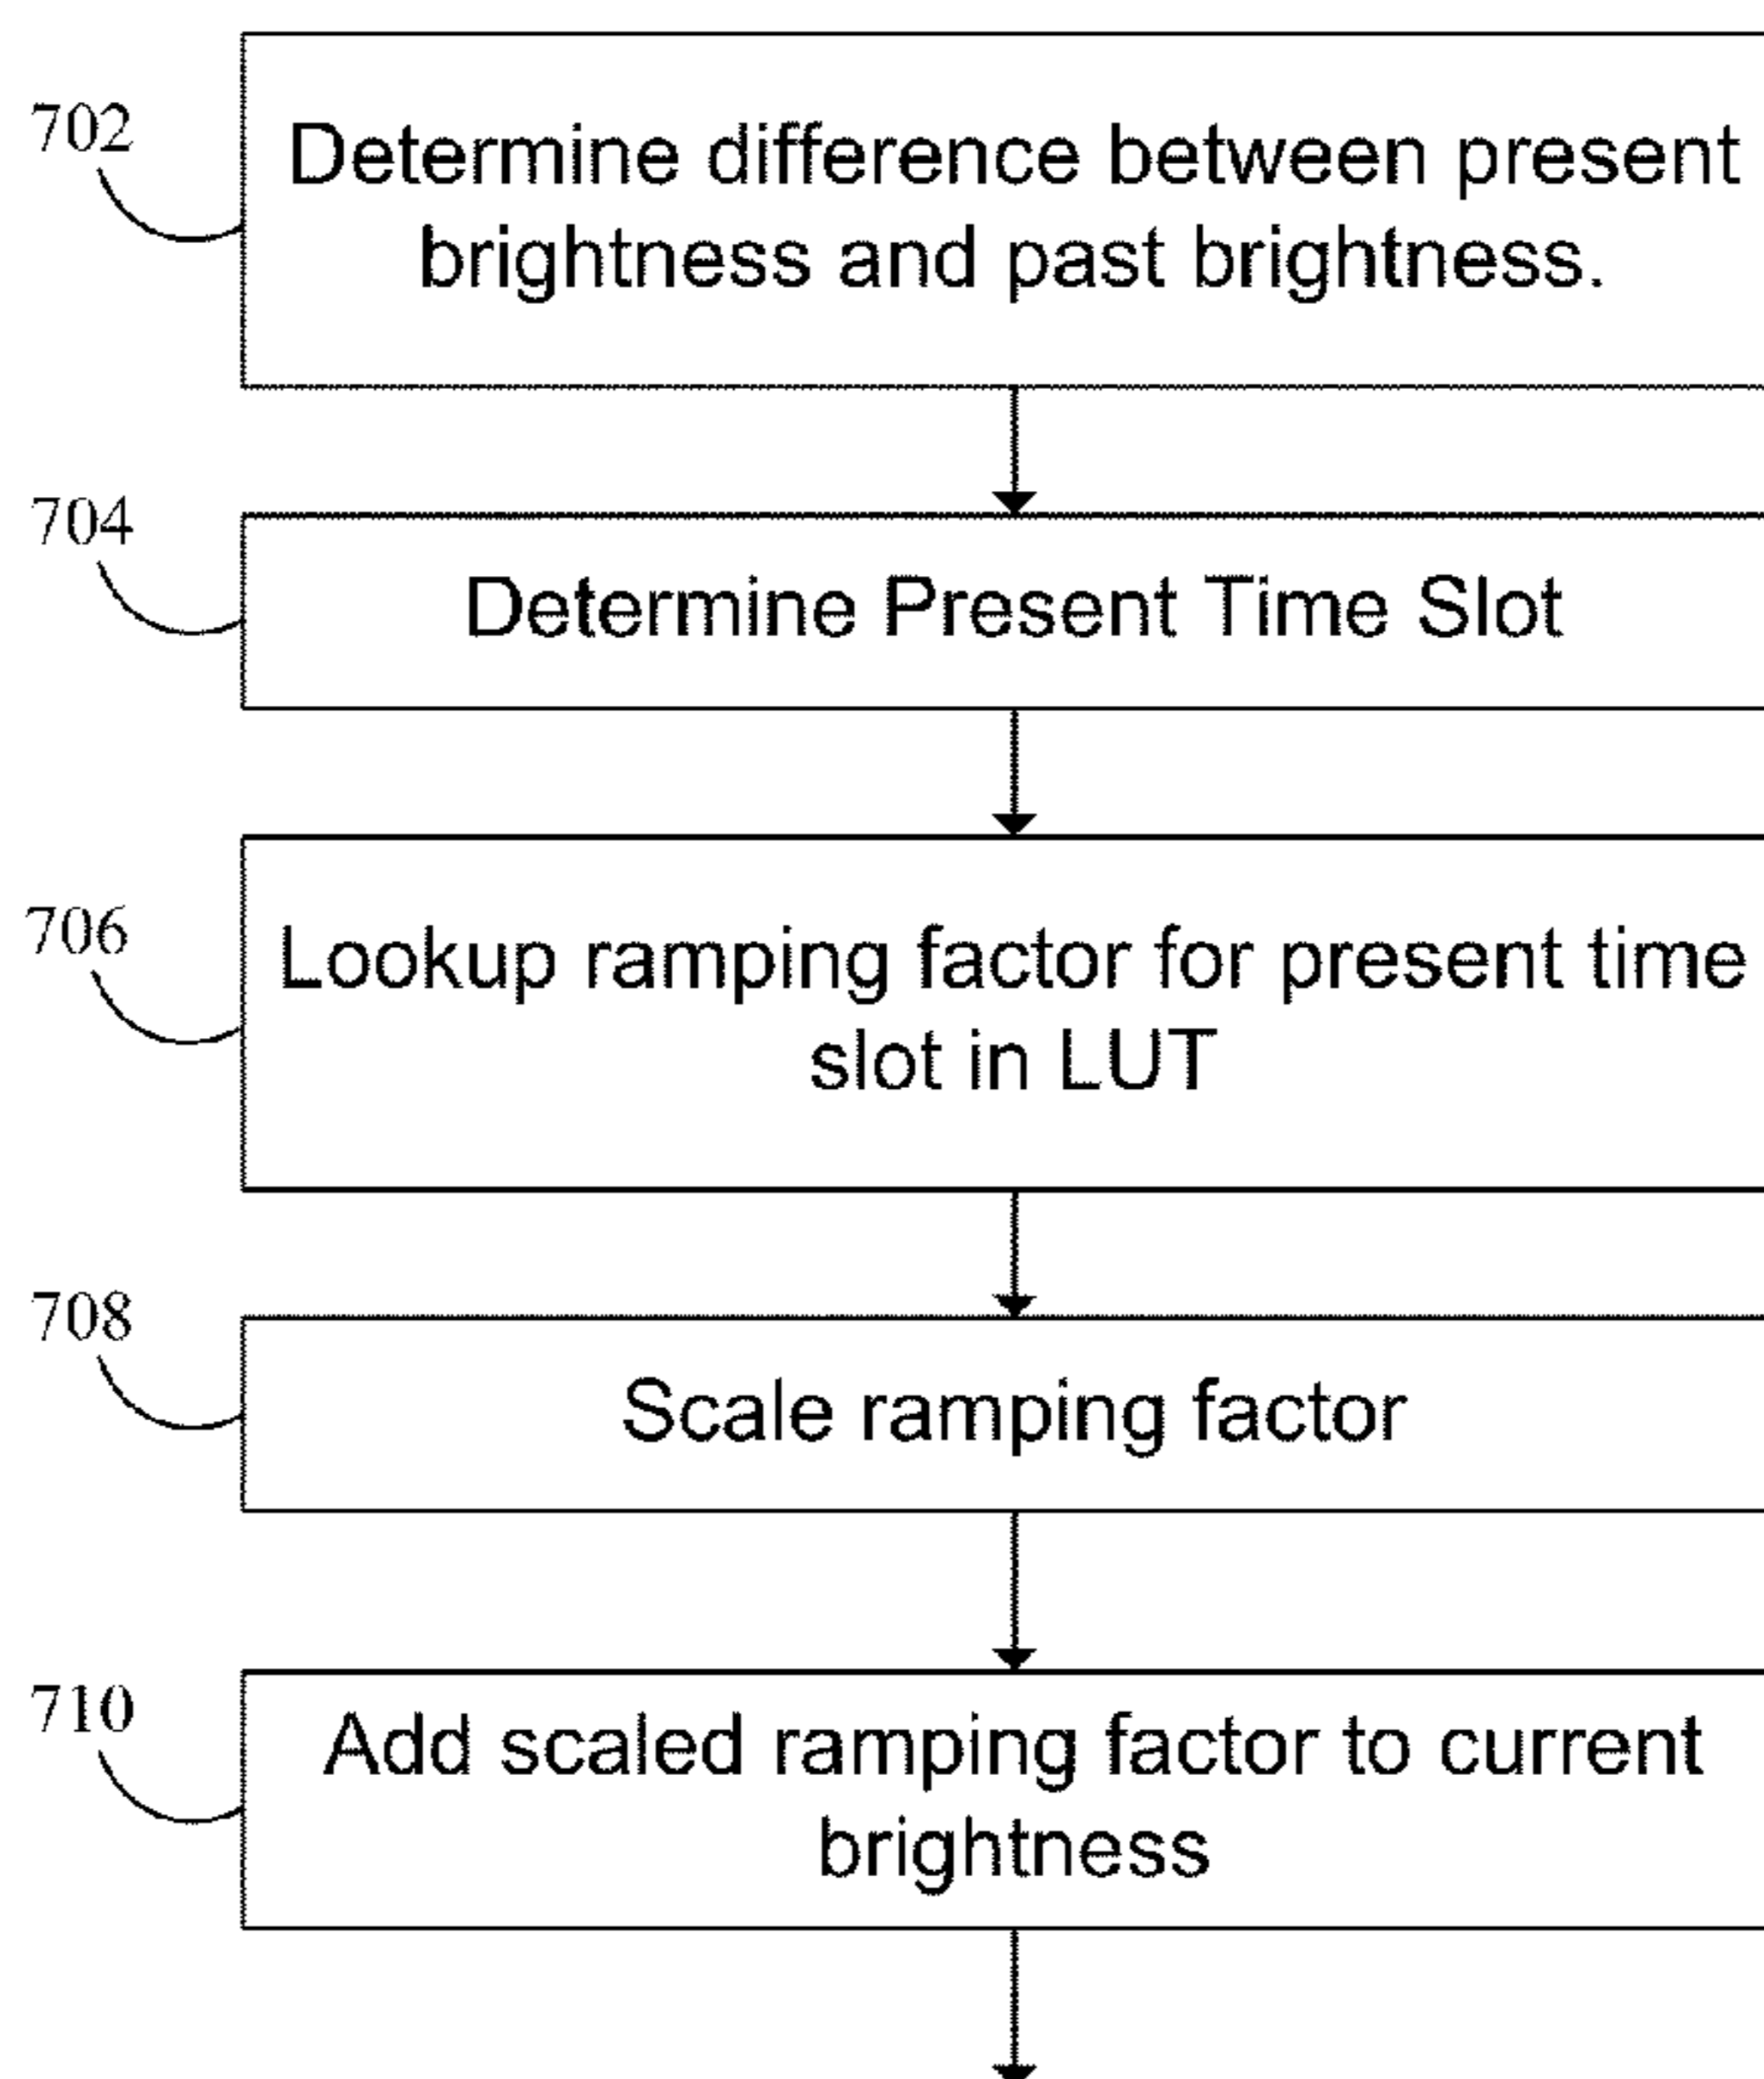 702
Determine difference between present
brightness and past brightness.
704
Determine Present Time Slot
706
Lookup ramping factor for present time
slot in LUT
708
Scale ramping factor
710
Add scaled ramping factor to current
brightness